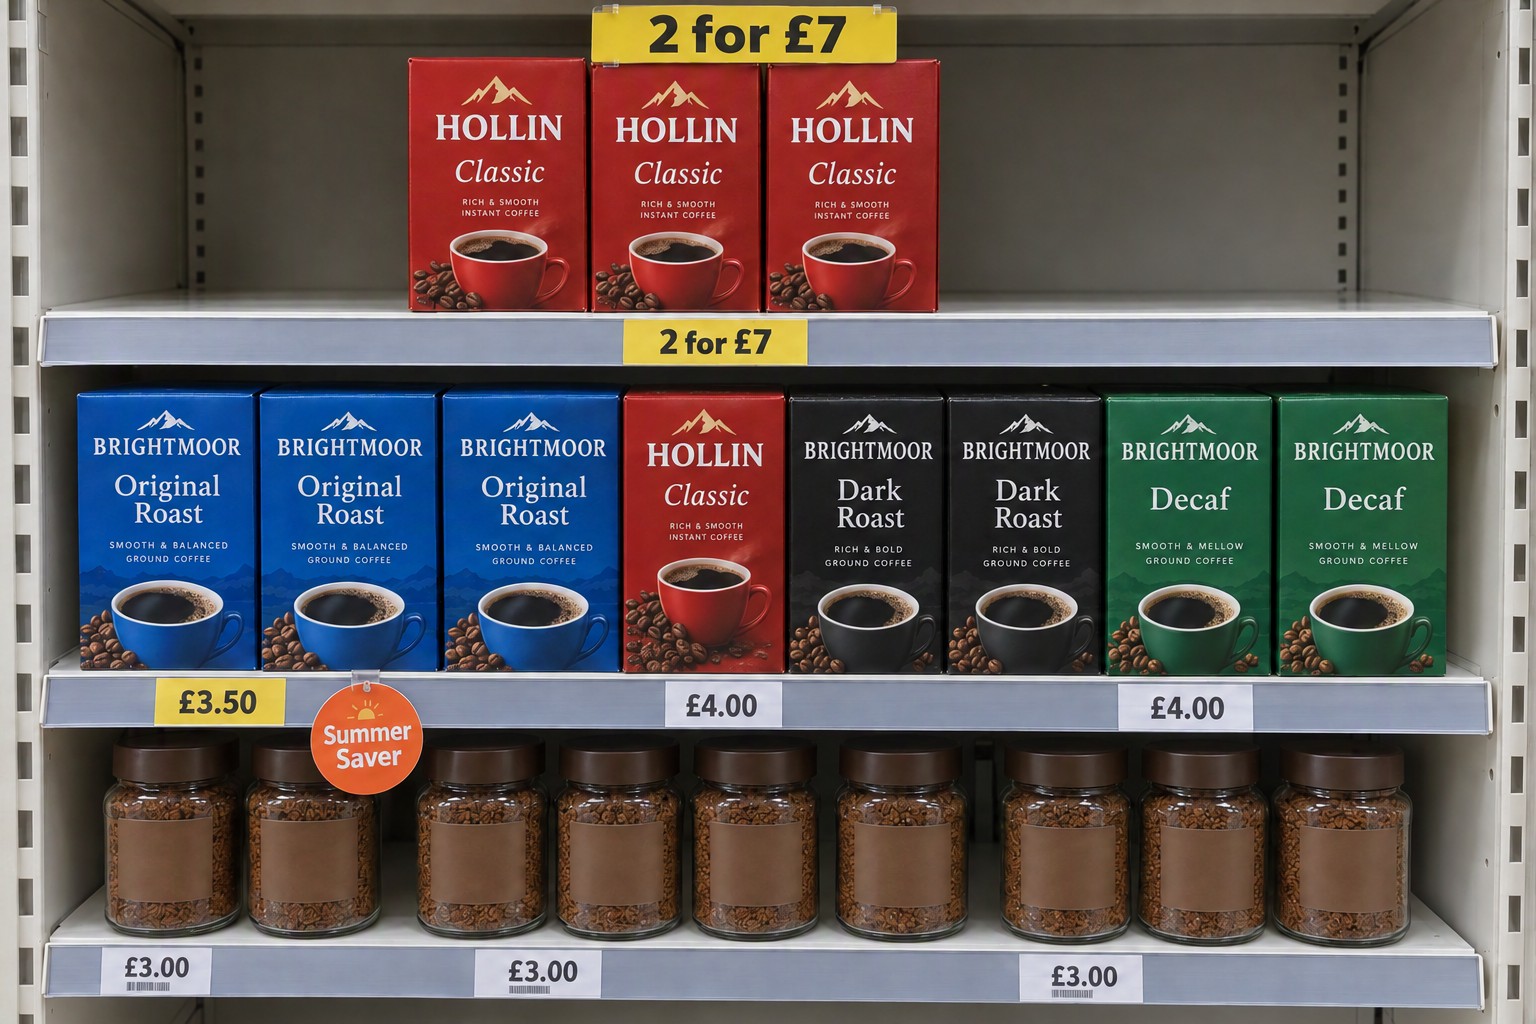 2 for £7
HOLLIN
Classic
RICH & SMOOTH
INSTANT COFFEE
HOLLIN
Classic
RICH & SMOOTH
INSTANT COFFEE
HOLLIN
Classic
RICH & SMOOTH
INSTANT COFFEE
2 for £7
BRIGHTMOOR
Original
Roast
SMOOTH & BALANCED
GROUND COFFEE
BRIGHTMOOR
Original
Roast
SMOOTH & BALANCED
GROUND COFFEE
BRIGHTMOOR
Original
Roast
SMOOTH & BALANCED
GROUND COFFEE
HOLLIN
Classic
RICH & SMOOTH
INSTANT COFFEE
BRIGHTMOOR
Dark
Roast
RICH & BOLD
GROUND COFFEE
BRIGHTMOOR
Dark
Roast
RICH & BOLD
GROUND COFFEE
BRIGHTMOOR
Decaf
SMOOTH & MELLOW
GROUND COFFEE
BRIGHTMOOR
Decaf
SMOOTH & MELLOW
GROUND COFFEE
£3.50
Summer
Saver
£4.00
£4.00
£3.00
£3.00
£3.00